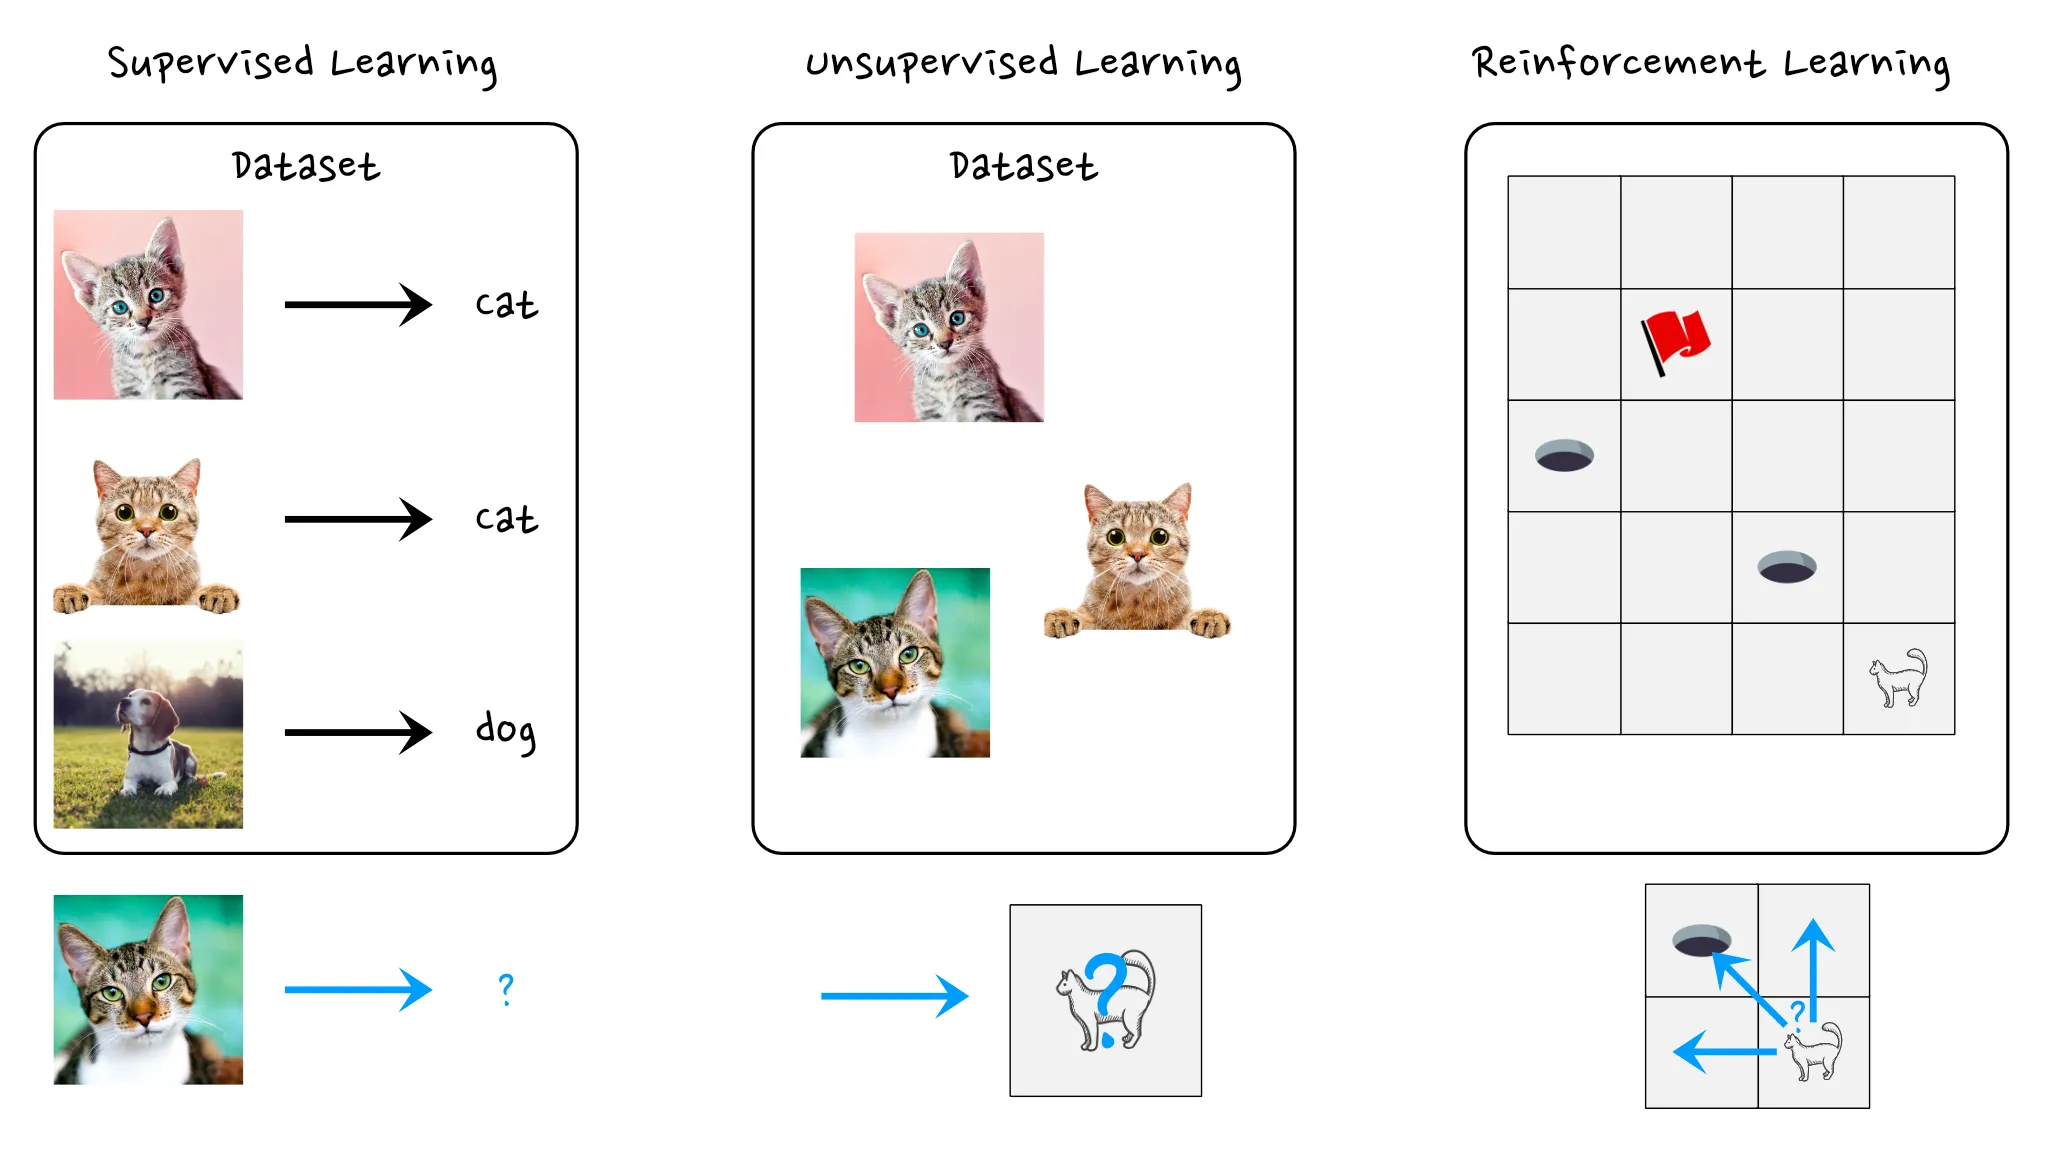 Supervised Learning
Unsupervised Learning
Reinforcement Learning
Dataset
cat
cat
dog
?
Dataset
?
?